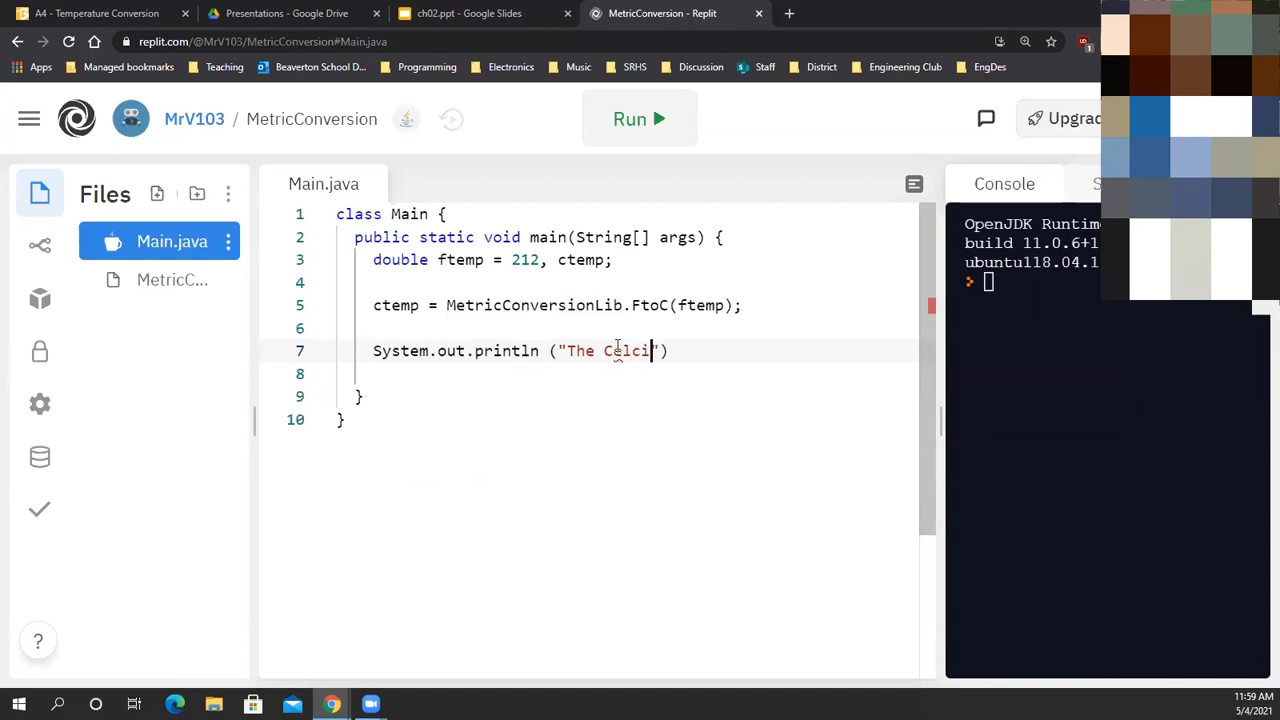 A4 - Temperature Conversion
Presentations - Google Drive
ch02.ppt - Google Slides
MetricConversion - Replit
replit.com/@MrV103/MetricConversion#Main.java
1
Apps
Managed bookmarks
Teaching
Beaverton School D...
Programming
Electronics
Music
SRHS
Discussion
Staff
District
Engineering Club
EngDes
MrV103 / MetricConversion
Run
Upgrad
Files
Main.java
MetricC...
Main.java
1 class Main {
2 public static void main(String[] args) {
3 double ftemp = 212, ctemp;
4
5 ctemp = MetricConversionLib.FtoC(ftemp);
6
7 System.out.println ("The Celci")
8
9 }
10 }
Console
S
OpenJDK Runtime
build 11.0.6+1
ubuntu118.04.1
>
?
11:59 AM
5/4/2021